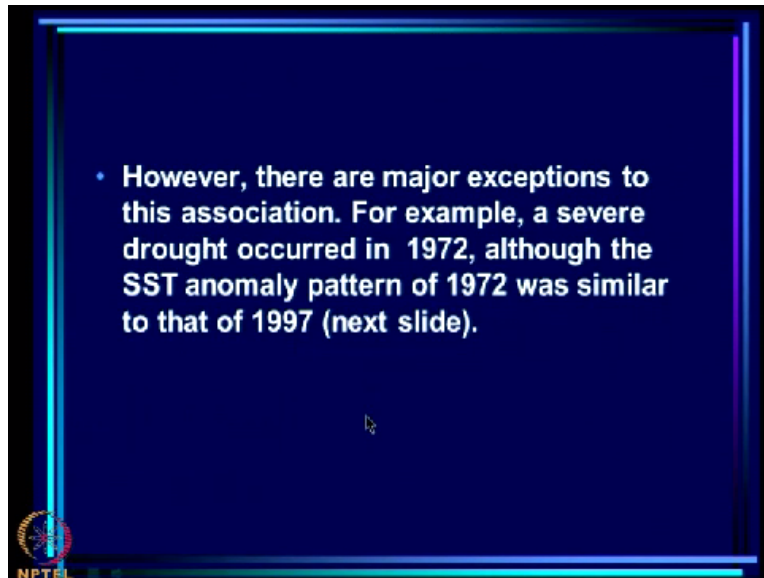 • However, there are major exceptions to
this association. For example, a severe
drought occurred in 1972, although the
SST anomaly pattern of 1972 was similar
to that of 1997 (next slide).
NPTEL